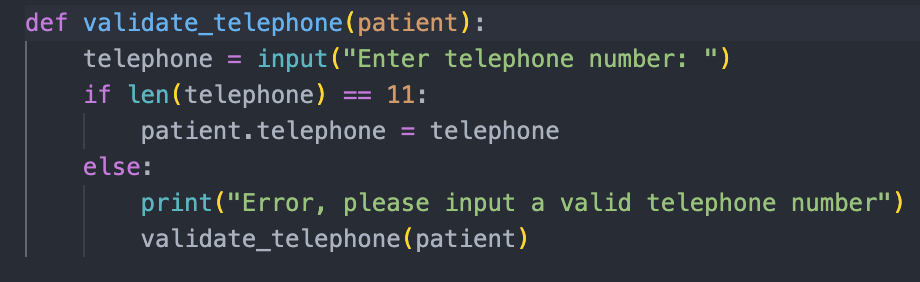 def validate_telephone(patient):
    telephone = input("Enter telephone number: ")
    if len(telephone) == 11:
        patient.telephone = telephone
    else:
        print("Error, please input a valid telephone number")
        validate_telephone(patient)